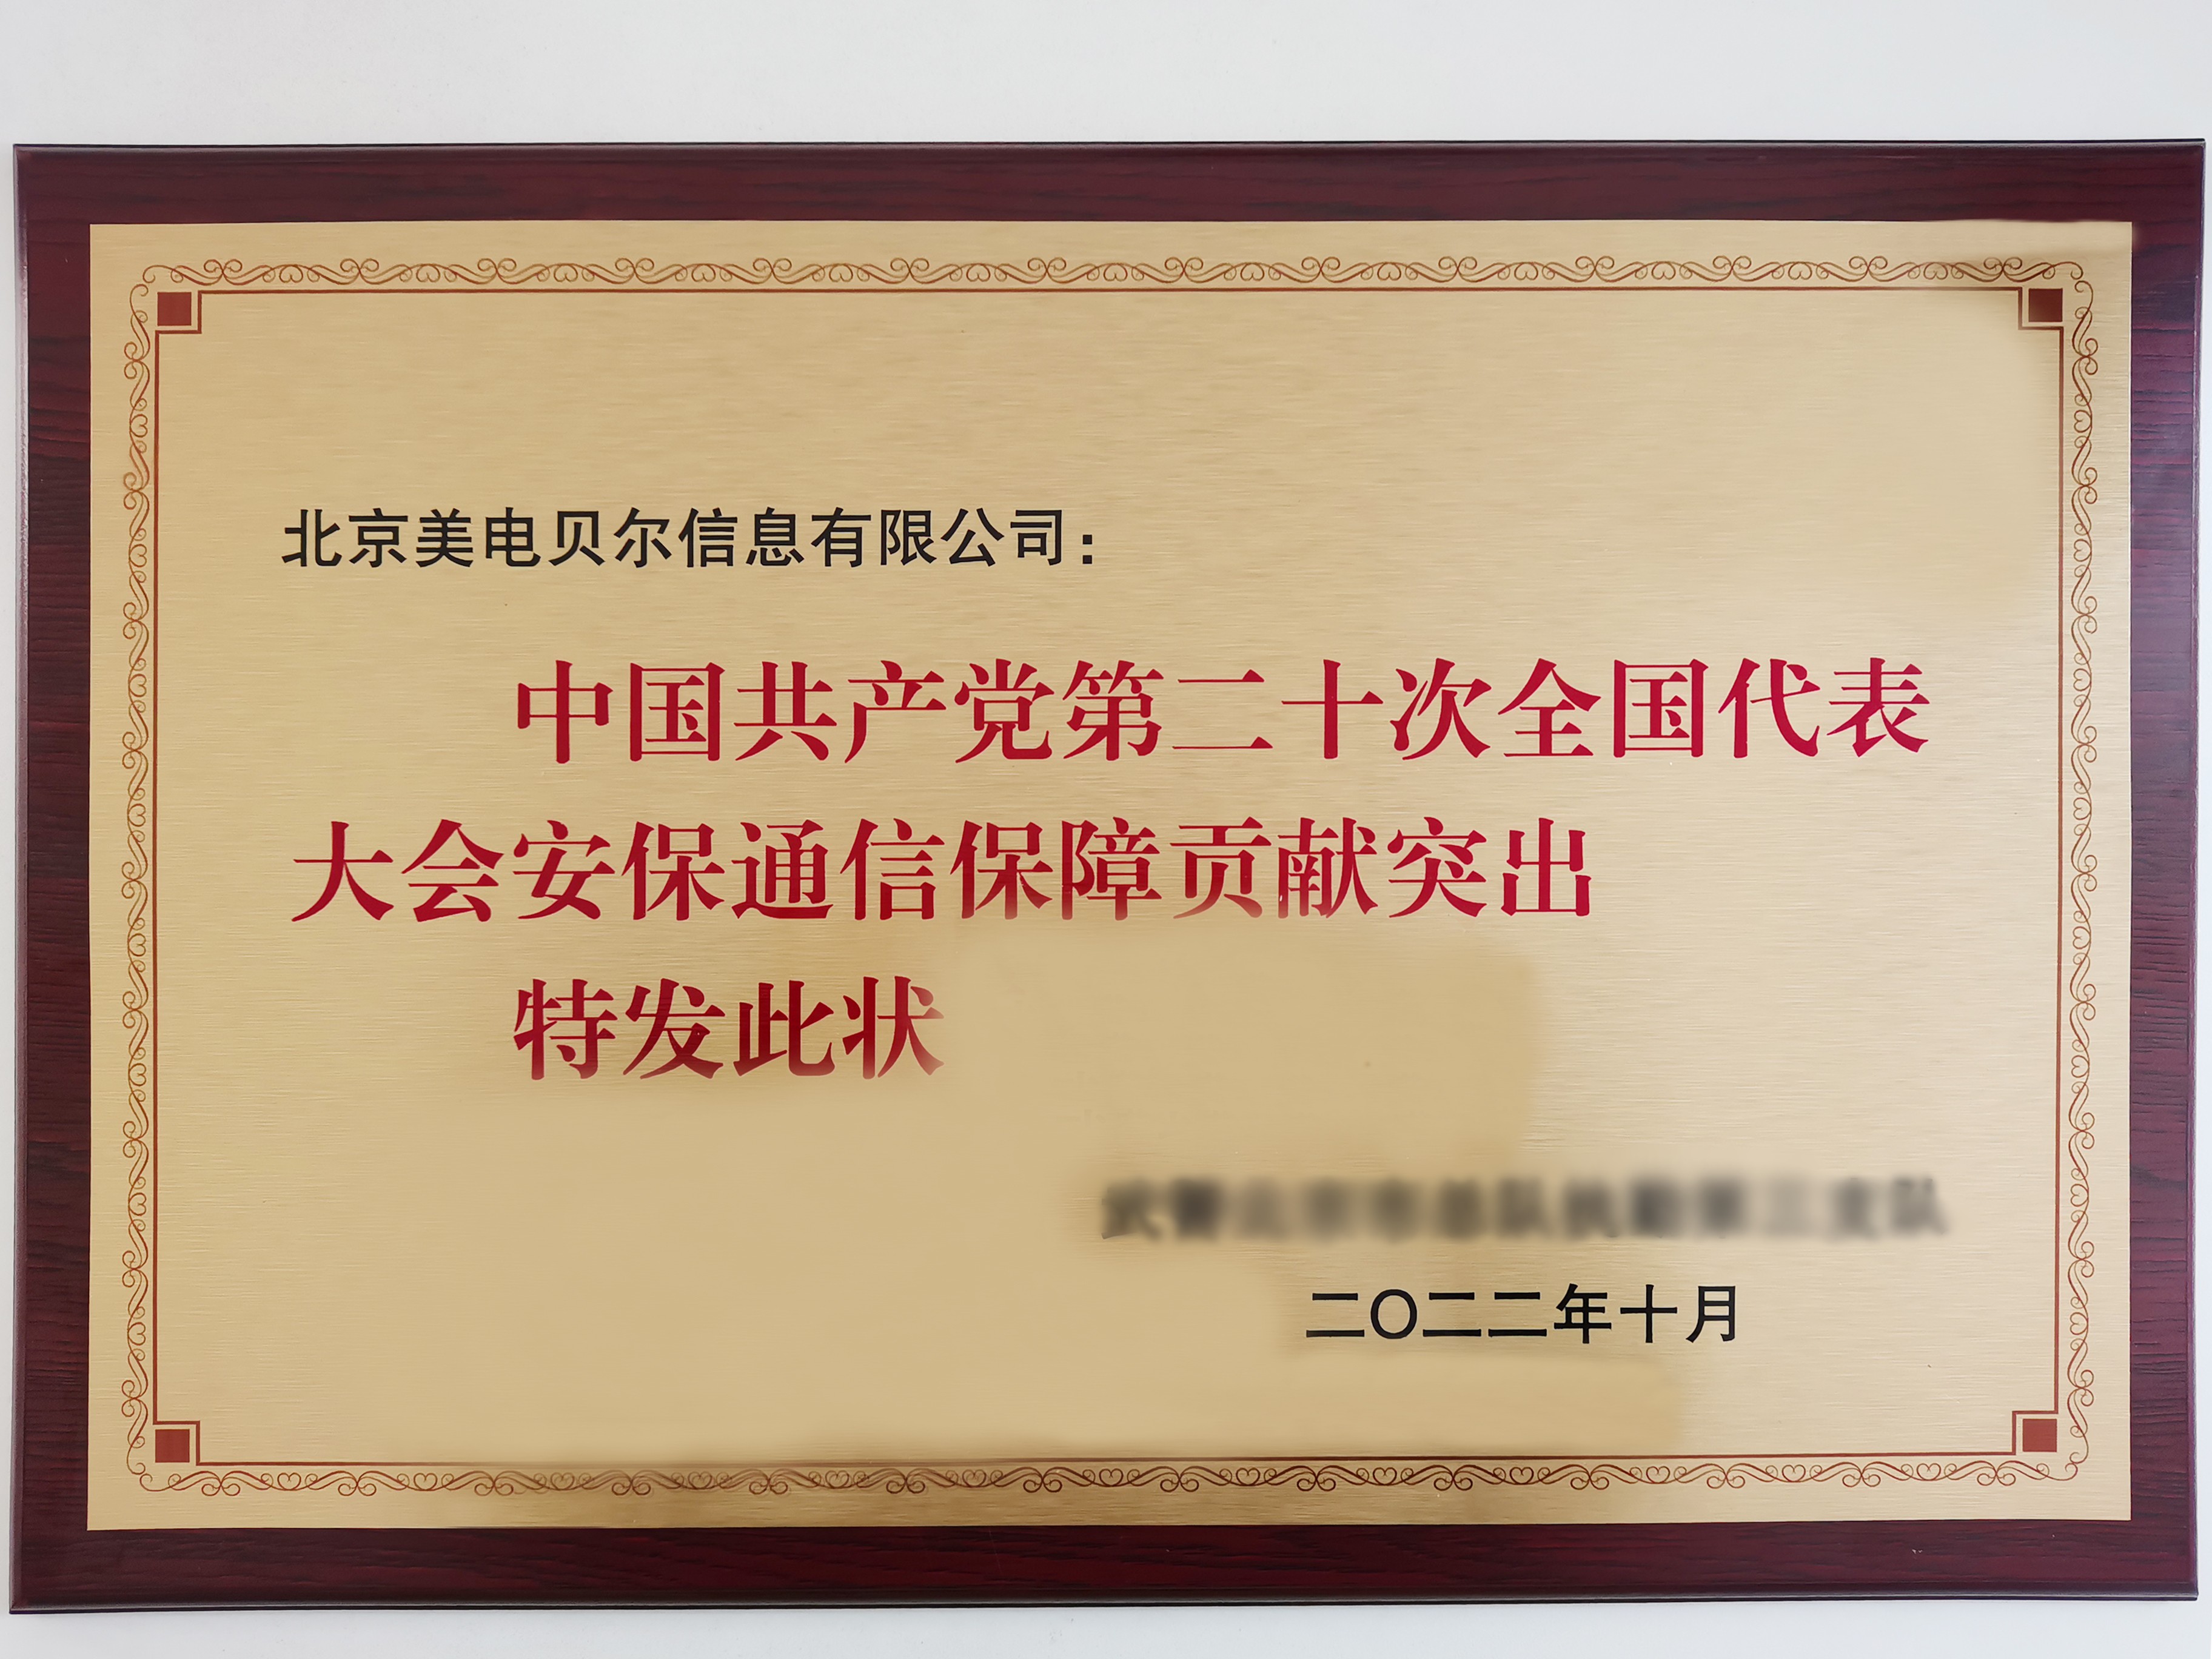 北京美电贝尔信息有限公司：
中国共产党第二十次全国代表
大会安保通信保障贡献突出
特发此状
二〇二二年十月